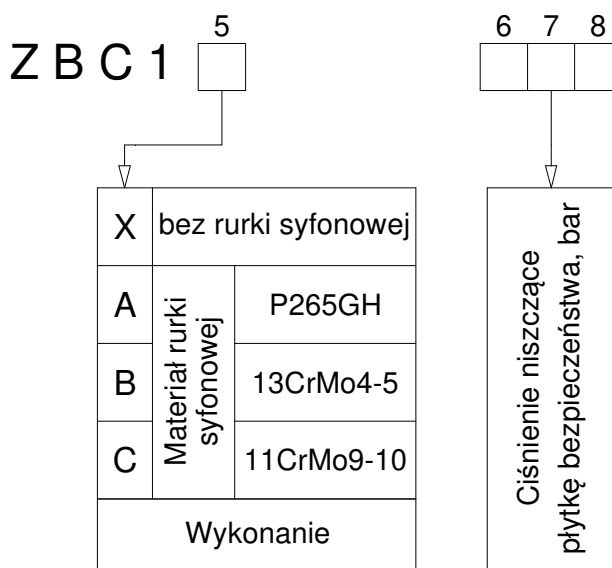 5
6 7 8
Z B C 1
X bez rurki syfonowej
A P265GH
B 13CrMo4-5
C 11CrMo9-10
Materiał rurki
syfonowej
Wykonanie
Ciśnienie niszczące
płytkę bezpieczeństwa, bar